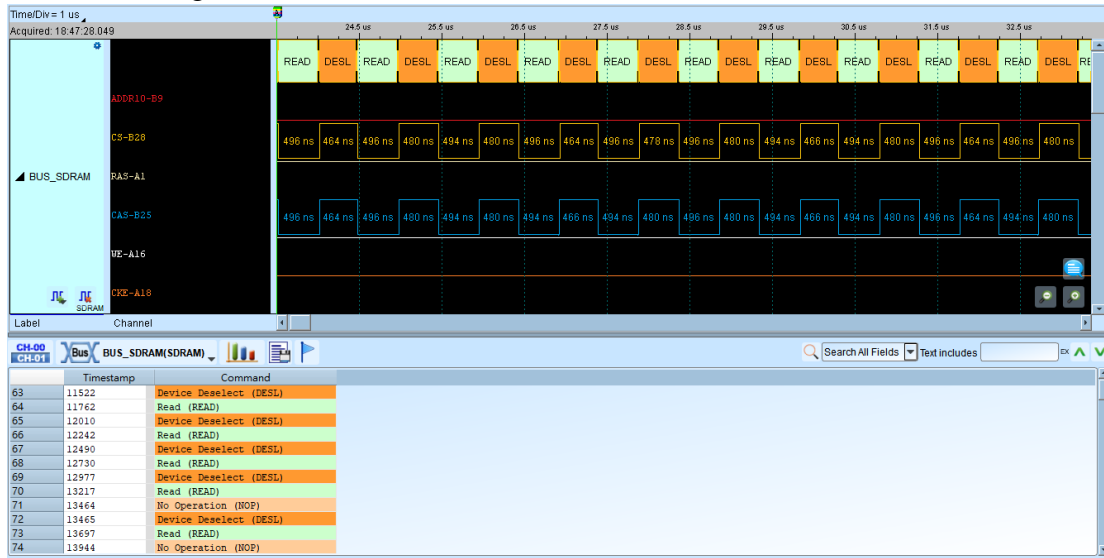 Time/Div = 1 us
Acquired: 18:47:28.049
24.5 us 25.5 us 26.5 us 27.5 us 28.5 us 29.5 us 30.5 us 31.5 us 32.5 us
READ DESL READ DESL READ DESL READ DESL READ DESL READ DESL READ DESL READ DESL READ DESL READ DESL RE
ADDR10-B9
CS-B28 496 ns 464 ns 496 ns 480 ns 494 ns 480 ns 496 ns 464 ns 496 ns 478 ns 496 ns 480 ns 494 ns 466 ns 494 ns 480 ns 496 ns 464 ns 496 ns 480 ns
BUS_SDRAM RAS-A1
CAS-B25 496 ns 464 ns 496 ns 480 ns 494 ns 480 ns 494 ns 466 ns 494 ns 480 ns 496 ns 480 ns 494 ns 466 ns 494 ns 480 ns 496 ns 464 ns 494 ns 480 ns
WE-A16
CKE-A18
SDRAM
Label Channel
CH-00
CH-01
Bus BUS_SDRAM(SDRAM) Search All Fields Text includes EX
Timestamp Command
63 11522 Device Deselect (DESL)
64 11762 Read (READ)
65 12010 Device Deselect (DESL)
66 12242 Read (READ)
67 12490 Device Deselect (DESL)
68 12730 Read (READ)
69 12977 Device Deselect (DESL)
70 13217 Read (READ)
71 13464 No Operation (NOP)
72 13465 Device Deselect (DESL)
73 13697 Read (READ)
74 13944 No Operation (NOP)